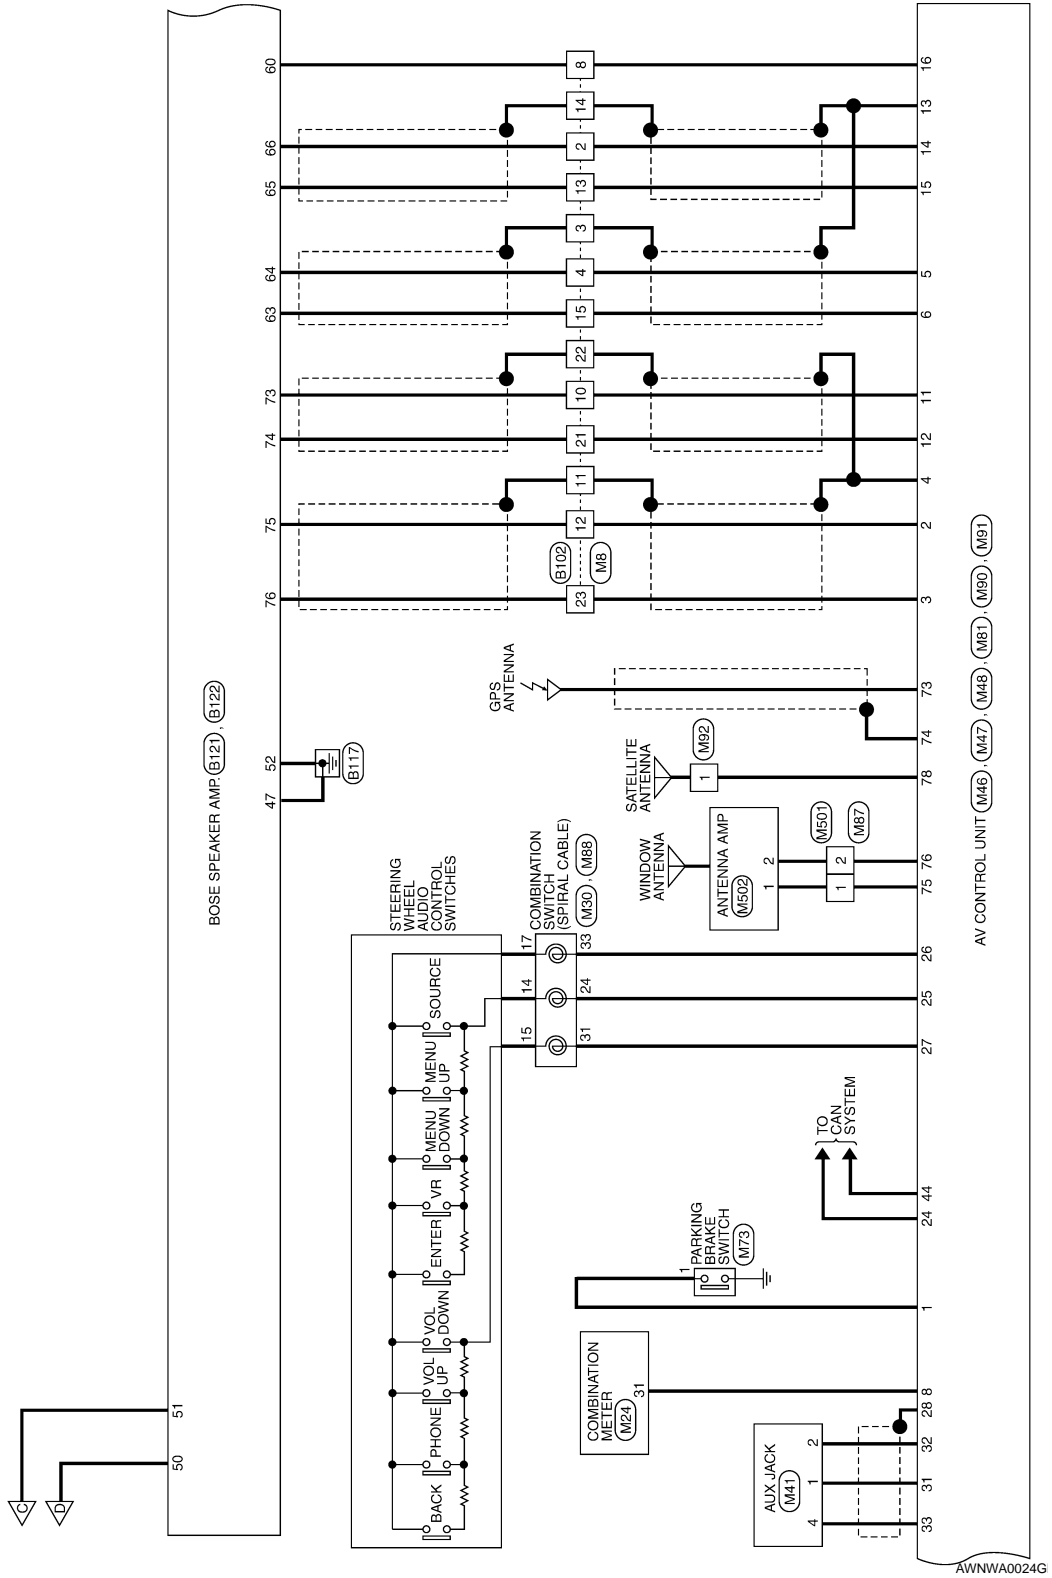 C
D
51
50
BOSE SPEAKER AMP. B121 , B122
60
66
65
64
63
73
74
75
76
52
47
B117
8
14
2
13
3
4
15
22
10
21
11
12
23
B102
M8
16
13
14
15
5
6
11
12
4
2
3
GPS
ANTENNA
73
74
SATELLITE
ANTENNA
M92
1
78
WINDOW
ANTENNA
ANTENNA AMP
M502
1
2
M501
M87
1
2
75
76
STEERING
WHEEL
AUDIO
CONTROL
SWITCHES
BACK
PHONE
VOL
UP
VOL
DOWN
ENTER
VR
MENU
DOWN
MENU
UP
SOURCE
15
14
17
COMBINATION
SWITCH
(SPIRAL CABLE)
M30 , M88
31
24
33
27
25
26
TO
CAN
SYSTEM
24
44
PARKING
BRAKE
SWITCH
M73
1
1
COMBINATION
METER
M24
31
8
AUX JACK
M41
4
1
2
33
31
32
28
AV CONTROL UNIT M46 , M47 , M48 , M81 , M90 , M91
AWNWA0024G